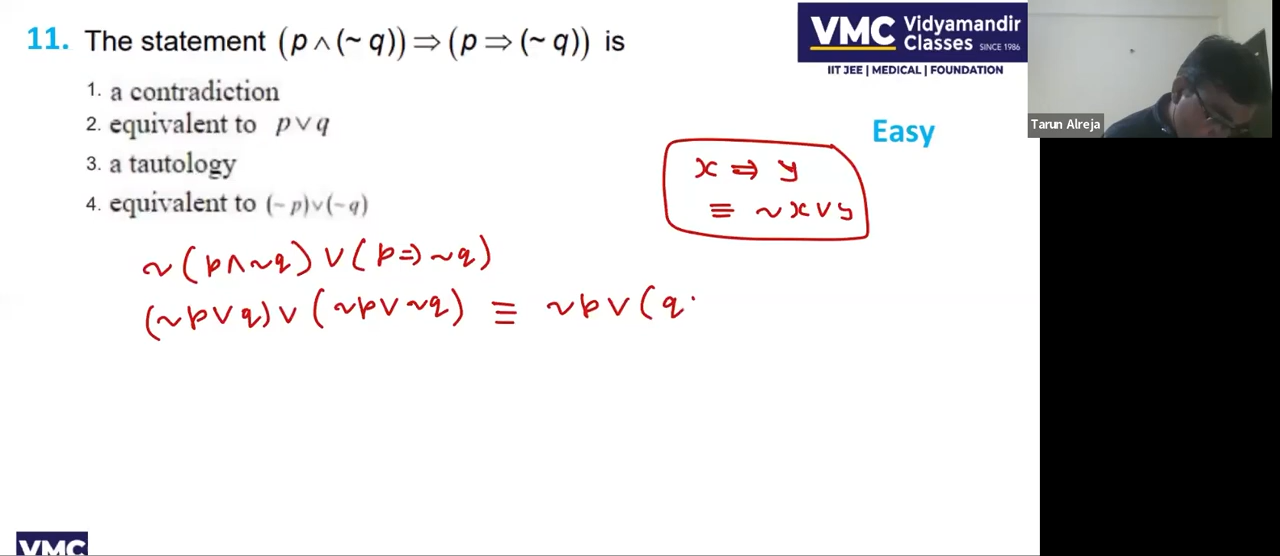 11. The statement (p ∧ (~ q)) ⇒ (p ⇒ (~ q)) is
1. a contradiction
2. equivalent to p ∨ q
3. a tautology
4. equivalent to (~ p) ∨ (~ q)
VMC Vidyamandir Classes SINCE 1986
IIT JEE | MEDICAL | FOUNDATION
Tarun Alreja
Easy
x ⇒ y
≡ ~x ∨ y
~(p ∧ ~q) ∨ (p ⇒ ~q)
(~p ∨ q) ∨ (~p ∨ ~q) ≡ ~p ∨ (q
VMC